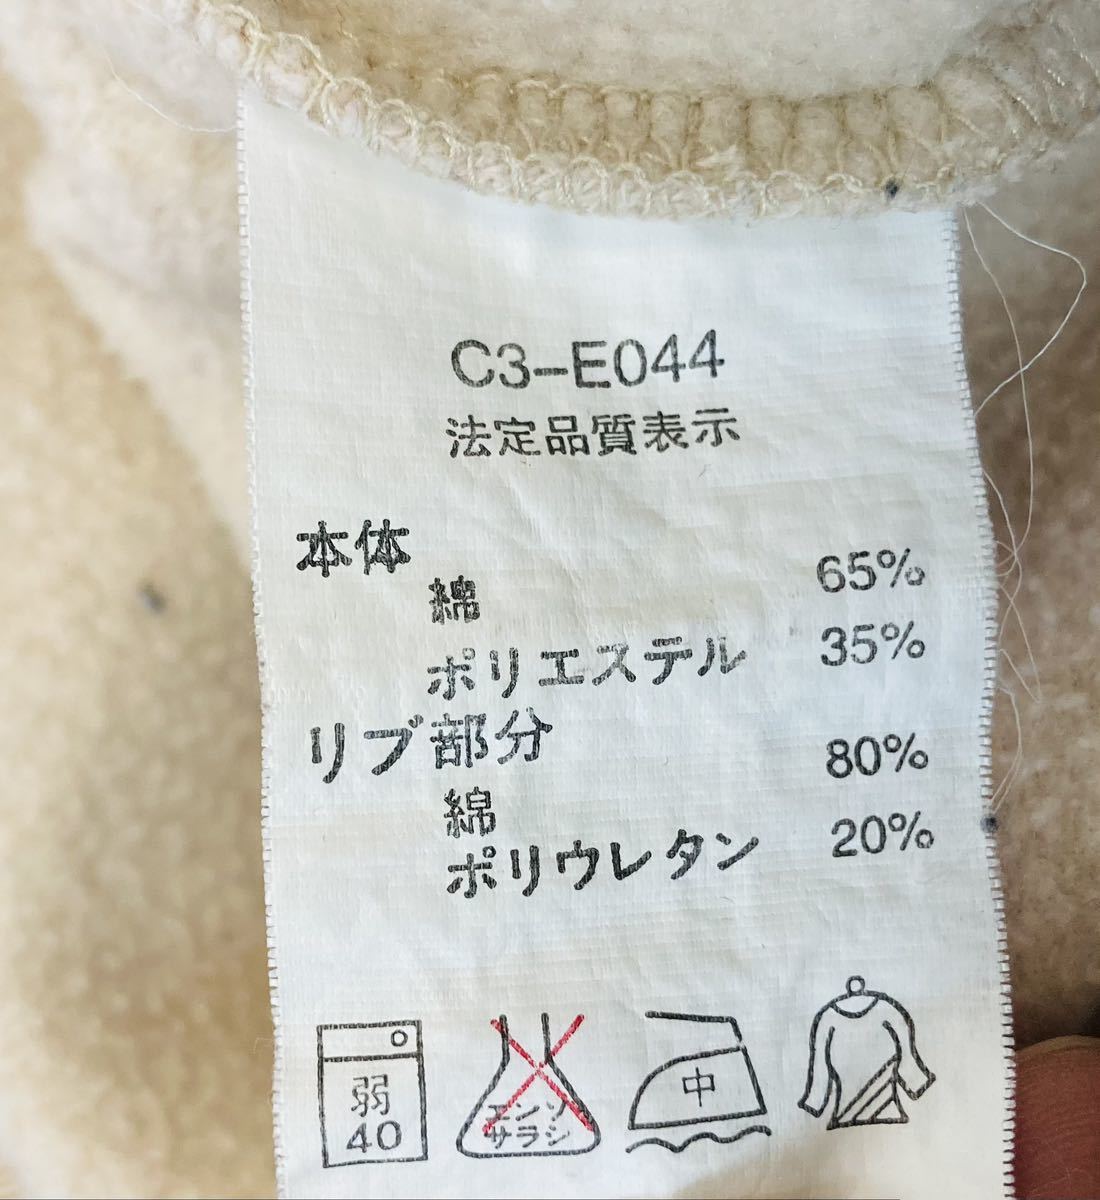 C3-E044
法定品質表示
本体
綿 65%
ポリエステル 35%
リブ部分
綿 80%
ポリウレタン 20%
弱
40
エンソ
サラシ
中